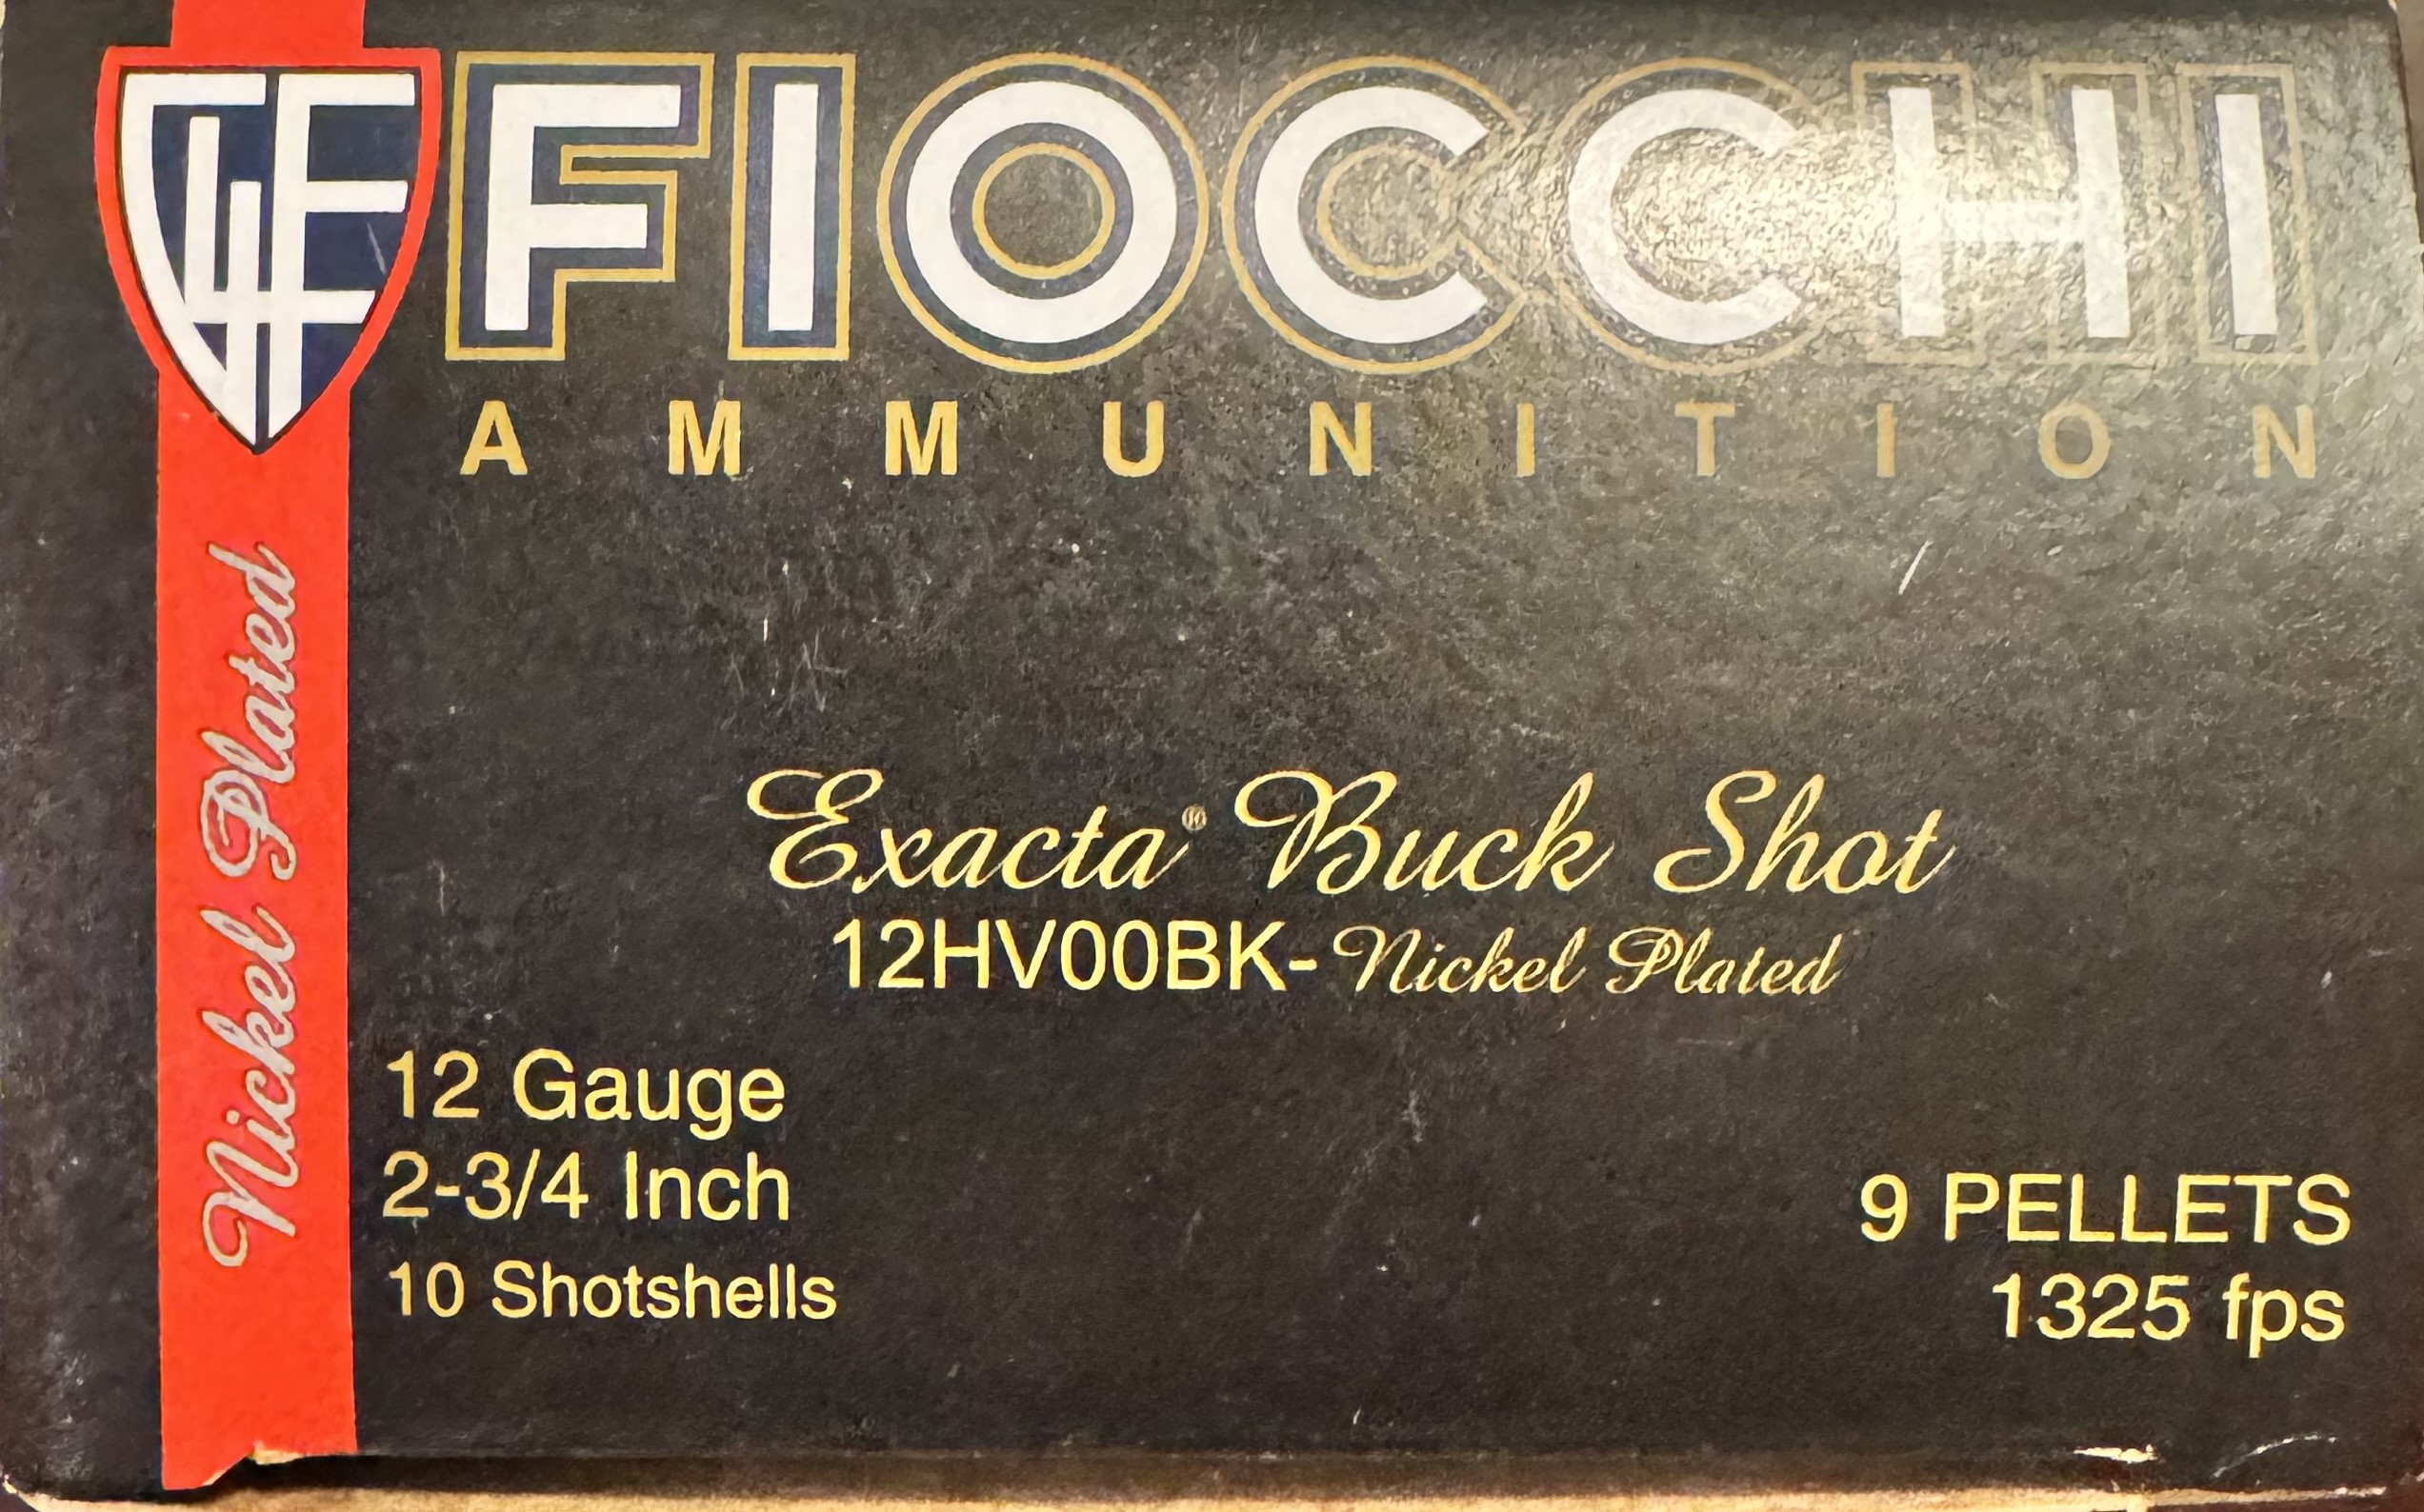 GF
FIOCCHI
AMMUNITION
Nickel Plated
Exacta® Buck Shot
12HV00BK-Nickel Plated
12 Gauge
2-3/4 Inch
10 Shotshells
9 PELLETS
1325 fps